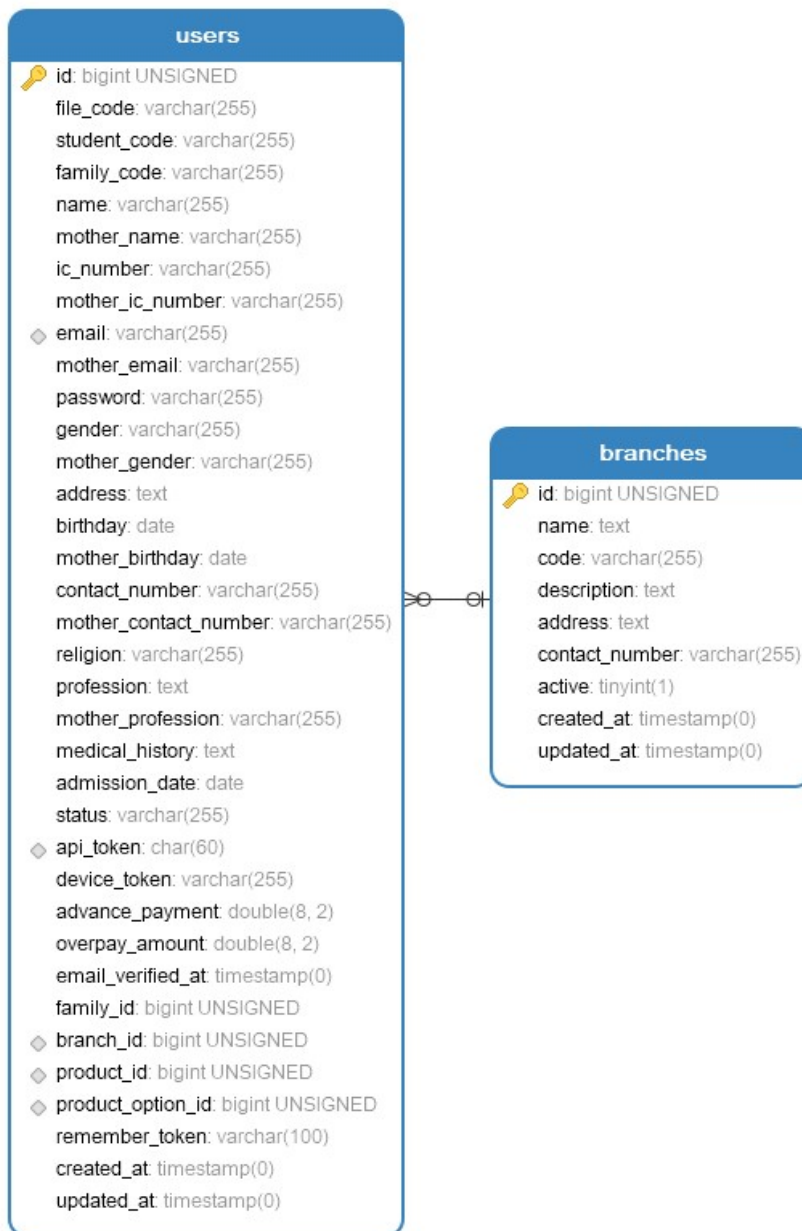 users
id: bigint UNSIGNED
file_code: varchar(255)
student_code: varchar(255)
family_code: varchar(255)
name: varchar(255)
mother_name: varchar(255)
ic_number: varchar(255)
mother_ic_number: varchar(255)
email: varchar(255)
mother_email: varchar(255)
password: varchar(255)
gender: varchar(255)
mother_gender: varchar(255)
address: text
birthday: date
mother_birthday: date
contact_number: varchar(255)
mother_contact_number: varchar(255)
religion: varchar(255)
profession: text
mother_profession: varchar(255)
medical_history: text
admission_date: date
status: varchar(255)
api_token: char(60)
device_token: varchar(255)
advance_payment: double(8, 2)
overpay_amount: double(8, 2)
email_verified_at: timestamp(0)
family_id: bigint UNSIGNED
branch_id: bigint UNSIGNED
product_id: bigint UNSIGNED
product_option_id: bigint UNSIGNED
remember_token: varchar(100)
created_at: timestamp(0)
updated_at: timestamp(0)
branches
id: bigint UNSIGNED
name: text
code: varchar(255)
description: text
address: text
contact_number: varchar(255)
active: tinyint(1)
created_at: timestamp(0)
updated_at: timestamp(0)